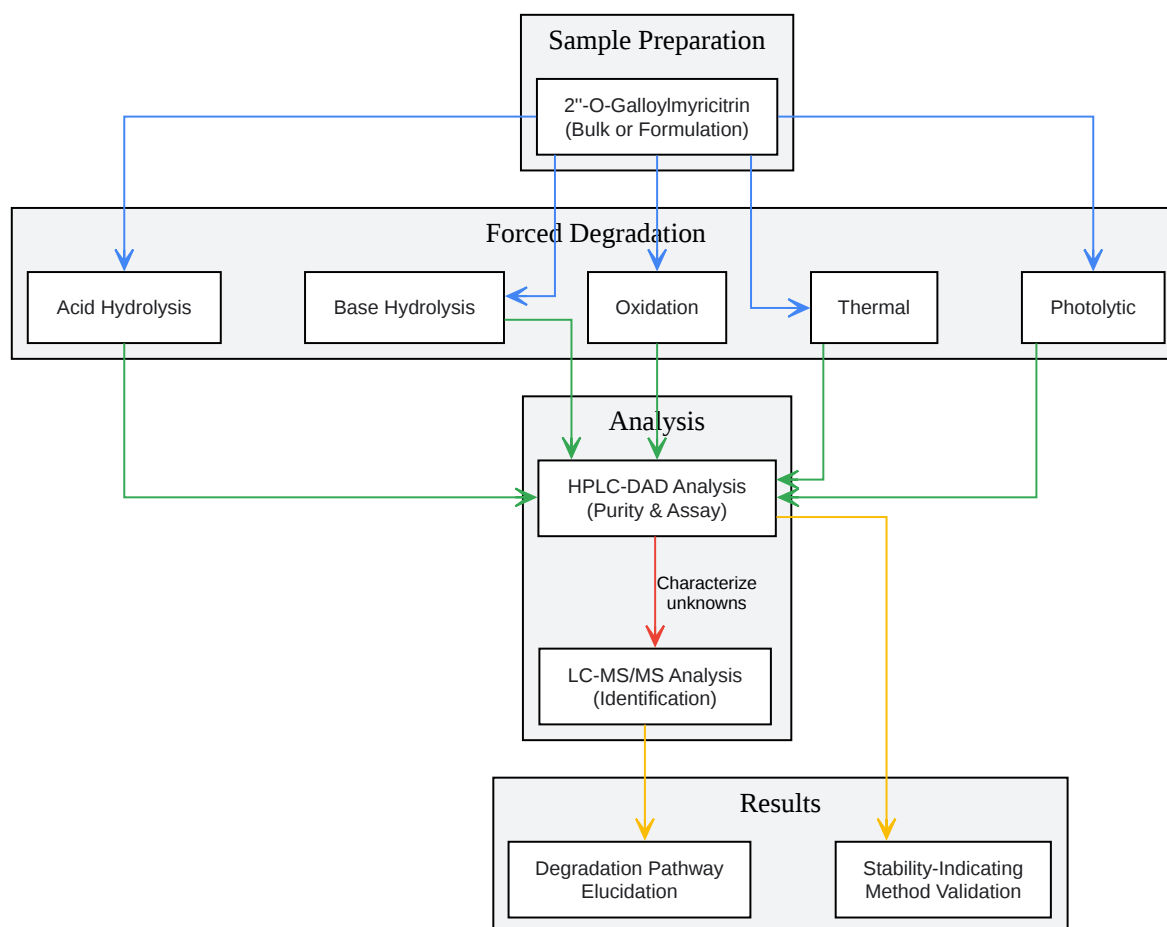 Sample Preparation
2''-O-Galloylmyricitrin
(Bulk or Formulation)
Forced Degradation
Acid Hydrolysis
Base Hydrolysis
Oxidation
Thermal
Photolytic
Analysis
HPLC-DAD Analysis
(Purity & Assay)
Characterize
unknowns
LC-MS/MS Analysis
(Identification)
Results
Degradation Pathway
Elucidation
Stability-Indicating
Method Validation